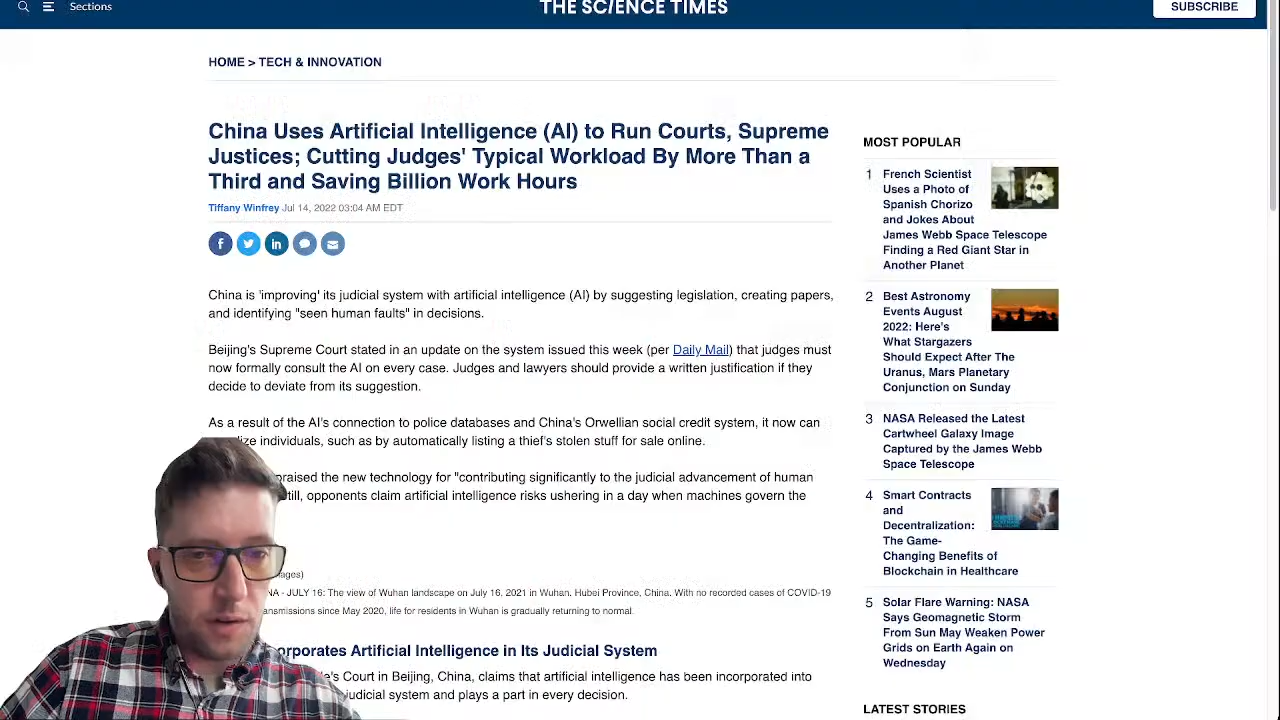 Sections
THE SC/ENCE TIMES
SUBSCRIBE
HOME > TECH & INNOVATION
China Uses Artificial Intelligence (AI) to Run Courts, Supreme
Justices; Cutting Judges' Typical Workload By More Than a
Third and Saving Billion Work Hours
Tiffany Winfrey Jul 14, 2022 03:04 AM EDT
China is 'improving' its judicial system with artificial intelligence (AI) by suggesting legislation, creating papers,
and identifying "seen human faults" in decisions.
Beijing's Supreme Court stated in an update on the system issued this week (per Daily Mail) that judges must
now formally consult the AI on every case. Judges and lawyers should provide a written justification if they
decide to deviate from its suggestion.
As a result of the AI's connection to police databases and China's Orwellian social credit system, it now can
ize individuals, such as by automatically listing a thief's stolen stuff for sale online.
praised the new technology for "contributing significantly to the judicial advancement of human
till, opponents claim artificial intelligence risks ushering in a day when machines govern the
ages)
NA - JULY 16: The view of Wuhan landscape on July 16, 2021 in Wuhan. Hubei Province, China. With no recorded cases of COVID-19
ansmissions since May 2020, life for residents in Wuhan is gradually returning to normal.
orporates Artificial Intelligence in Its Judicial System
e's Court in Beijing, China, claims that artificial intelligence has been incorporated into
judicial system and plays a part in every decision.
MOST POPULAR
1 French Scientist
Uses a Photo of
Spanish Chorizo
and Jokes About
James Webb Space Telescope
Finding a Red Giant Star in
Another Planet
2 Best Astronomy
Events August
2022: Here's
What Stargazers
Should Expect After The
Uranus, Mars Planetary
Conjunction on Sunday
3 NASA Released the Latest
Cartwheel Galaxy Image
Captured by the James Webb
Space Telescope
4 Smart Contracts
and
Decentralization:
The Game-
Changing Benefits of
Blockchain in Healthcare
5 Solar Flare Warning: NASA
Says Geomagnetic Storm
From Sun May Weaken Power
Grids on Earth Again on
Wednesday
LATEST STORIES